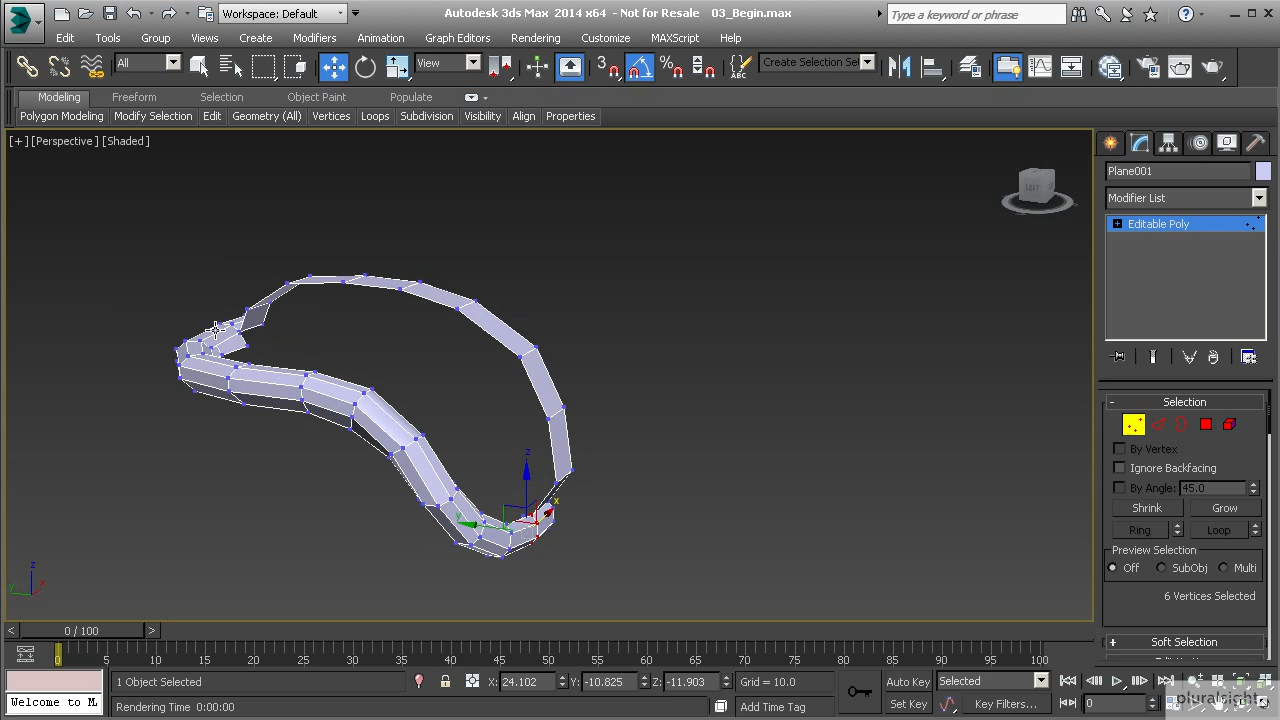 Workspace: Default
Autodesk 3ds Max 2014 x64 - Not for Resale 03_Begin.max
Type a keyword or phrase
Edit Tools Group Views Create Modifiers Animation Graph Editors Rendering Customize MAXScript Help
All View 3 Create Selection Se
Modeling Freeform Selection Object Paint Populate
Polygon Modeling Modify Selection Edit Geometry (All) Vertices Loops Subdivision Visibility Align Properties
[+] [Perspective] [Shaded]
LEFT
Plane001
Modifier List
Editable Poly
- Selection
By Vertex
Ignore Backfacing
By Angle: 45.0
Shrink Grow
Ring Loop
Preview Selection
Off SubObj Multi
6 Vertices Selected
+ Soft Selection
z
x
y
z
x
y
< 0 / 100 >
0 5 10 15 20 25 30 35 40 45 50 55 60 65 70 75 80 85 90 95 100
1 Object Selected X: 24.102 Y: -10.825 Z: -11.903 Grid = 10.0 Auto Key Selected
Welcome to M
Rendering Time 0:00:00 Add Time Tag Set Key Key Filters... 0
pluralsight